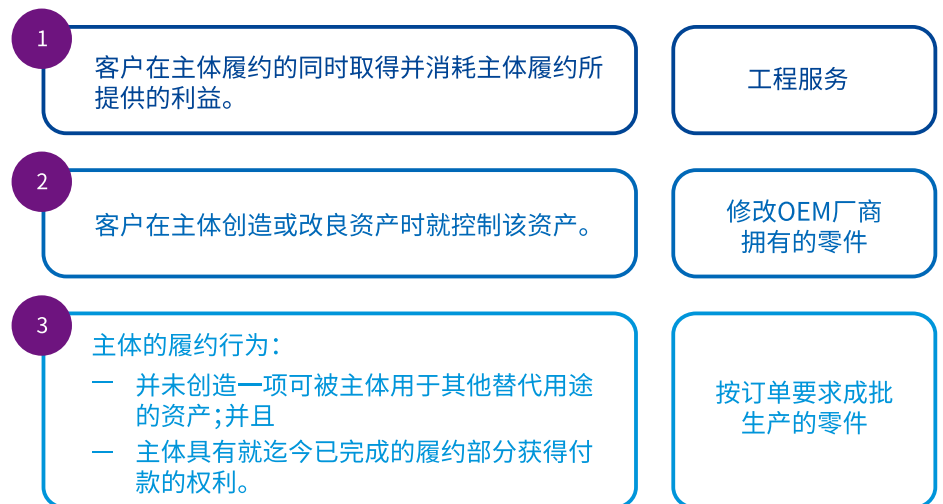 1
客户在主体履约的同时取得并消耗主体履约所
提供的利益。
工程服务
2
客户在主体创造或改良资产时就控制该资产。
修改OEM厂商
拥有的零件
3
主体的履约行为：
— 并未创造一项可被主体用于其他替代用途
的资产；并且
— 主体具有就迄今已完成的履约部分获得付
款的权利。
按订单要求成批
生产的零件